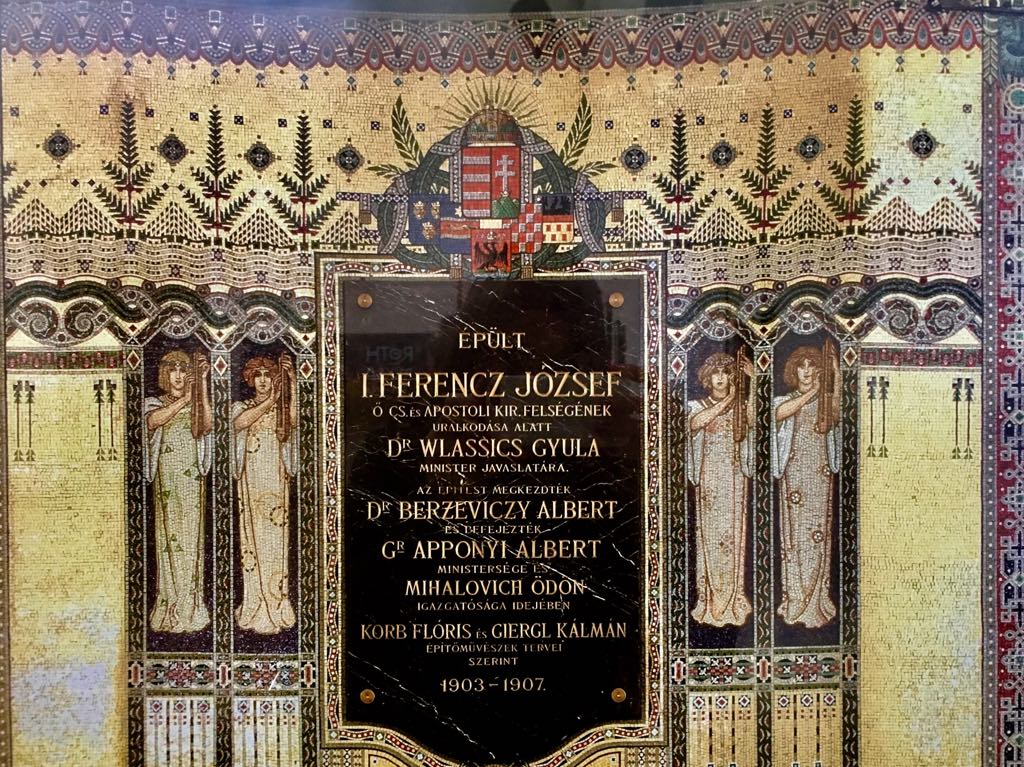 ÉPÜLT
I. FERENCZ JÓZSEF
Ő CS. és APOSTOLI KIR. FELSÉGÉNEK
URALKODÁSA ALATT
Dᴿ WLASSICS GYULA
MINISTER JAVASLATÁRA.
AZ ÉPITÉST MEGKEZDTÉK
Dᴿ BERZEVICZY ALBERT
ÉS BEFEJEZTÉK
Gᴿ APPONYI ALBERT
MINISTERSÉGE ÉS
MIHALOVICH ÖDÖN
IGAZGATÓSÁGA IDEJÉBEN
KORB FLÓRIS és GIERGL KÁLMÁN
ÉPITŐMŰVÉSZEK TERVEI
SZERINT
1903–1907.
RÓTH